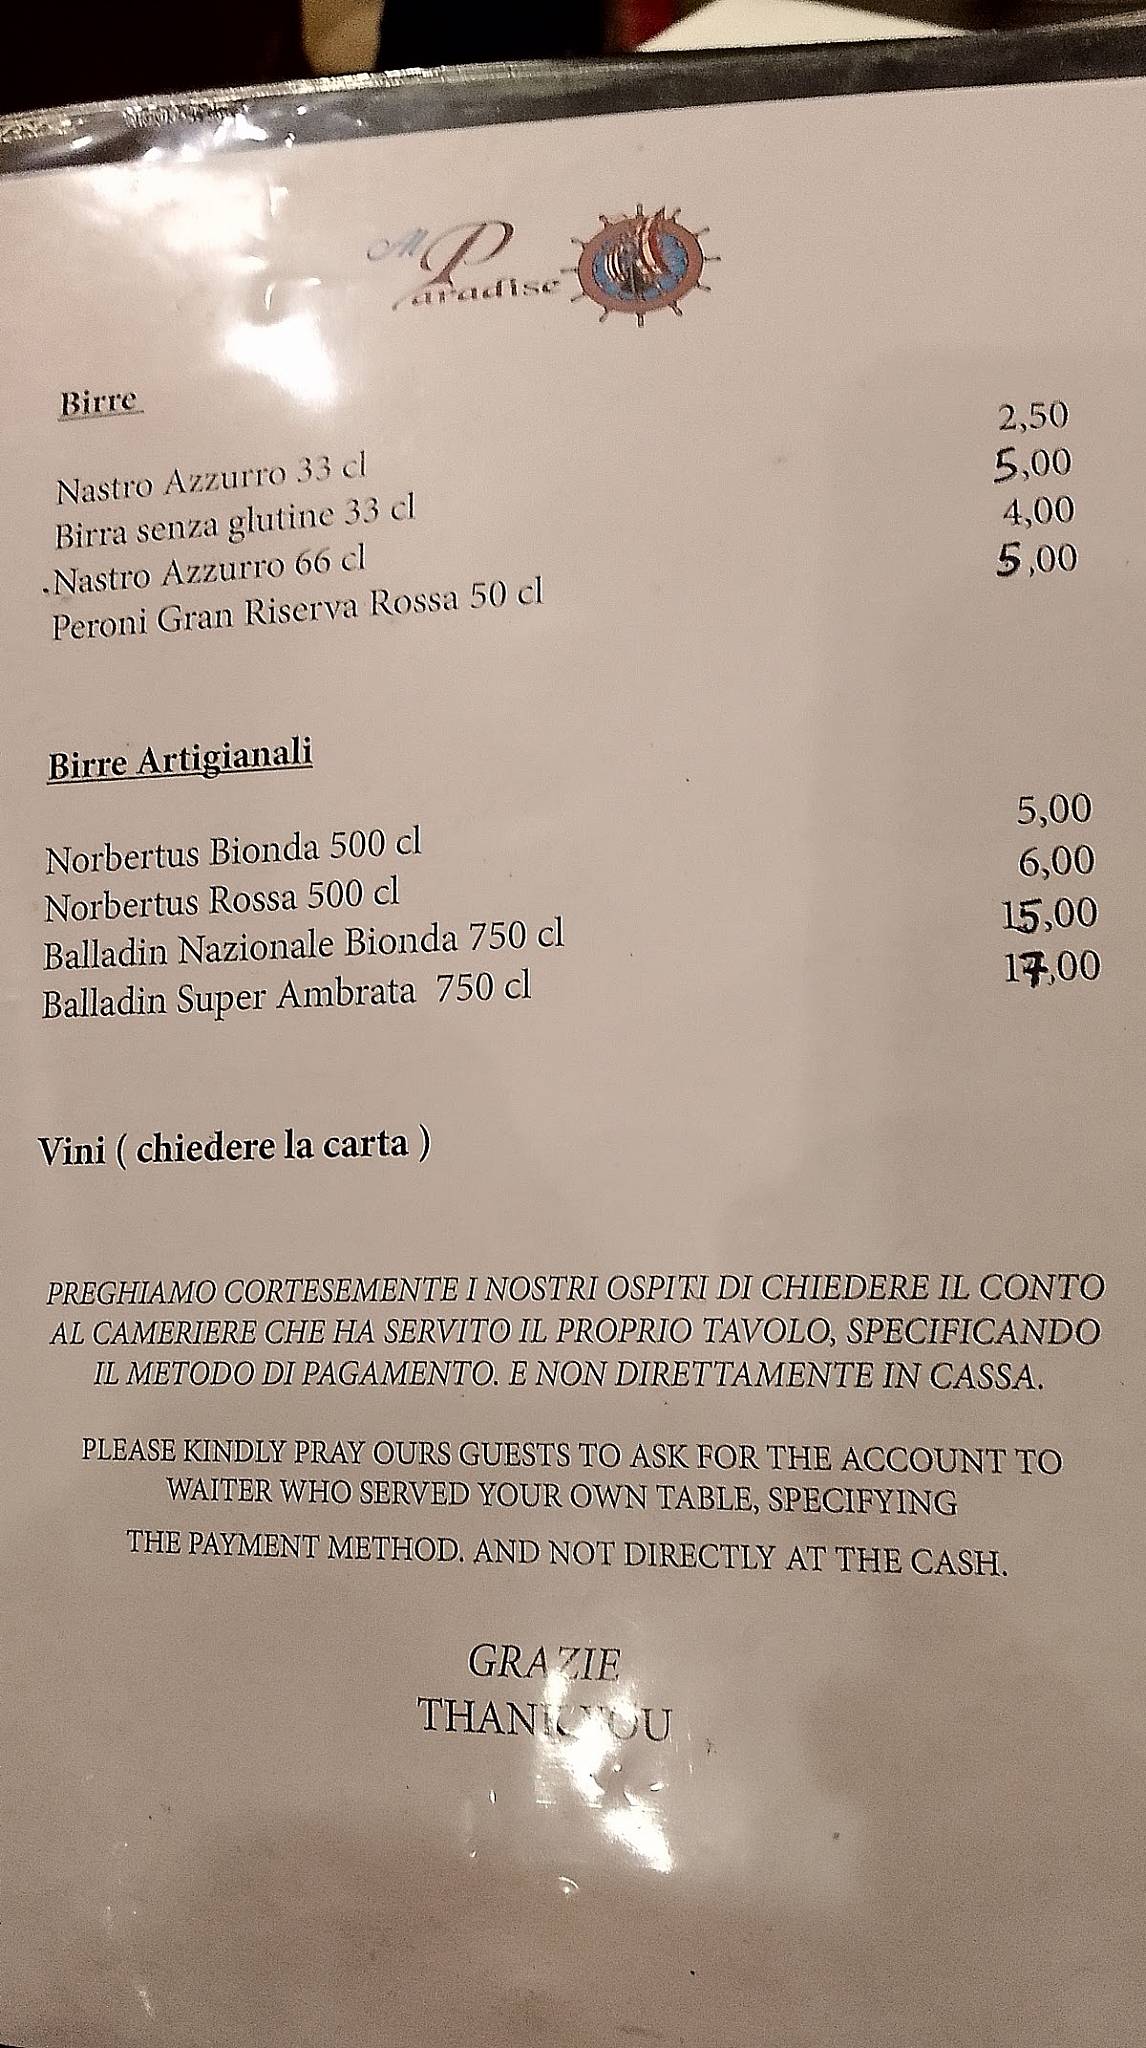 Al Paradise
Birre
Nastro Azzurro 33 cl 2,50
Birra senza glutine 33 cl 5,00
.Nastro Azzurro 66 cl 4,00
Peroni Gran Riserva Rossa 50 cl 5,00
Birre Artigianali
Norbertus Bionda 500 cl 5,00
Norbertus Rossa 500 cl 6,00
Balladin Nazionale Bionda 750 cl 15,00
Balladin Super Ambrata 750 cl 17,00
Vini ( chiedere la carta )
PREGHIAMO CORTESEMENTE I NOSTRI OSPITI DI CHIEDERE IL CONTO
AL CAMERIERE CHE HA SERVITO IL PROPRIO TAVOLO, SPECIFICANDO
IL METODO DI PAGAMENTO. E NON DIRETTAMENTE IN CASSA.
PLEASE KINDLY PRAY OURS GUESTS TO ASK FOR THE ACCOUNT TO
WAITER WHO SERVED YOUR OWN TABLE, SPECIFYING
THE PAYMENT METHOD. AND NOT DIRECTLY AT THE CASH.
GRAZIE
THANK YOU